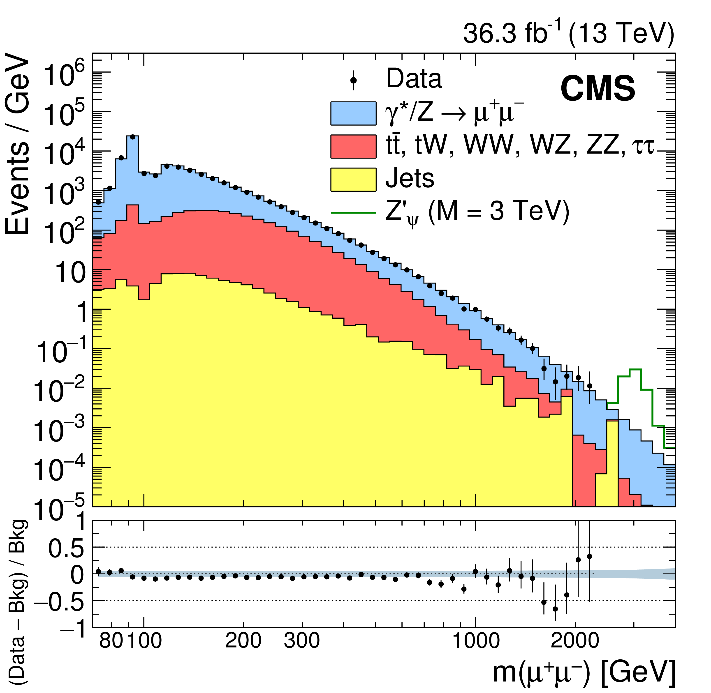 36.3 fb⁻¹ (13 TeV)
CMS
Data
γ*/Z → μ⁺μ⁻
tt̄, tW, WW, WZ, ZZ, ττ
Jets
Z'ψ (M = 3 TeV)
Events / GeV
10⁶
10⁵
10⁴
10³
10²
10
1
10⁻¹
10⁻²
10⁻³
10⁻⁴
10⁻⁵
(Data − Bkg) / Bkg
1
0.5
0
−0.5
−1
80 100 200 300 1000 2000
m(μ⁺μ⁻) [GeV]